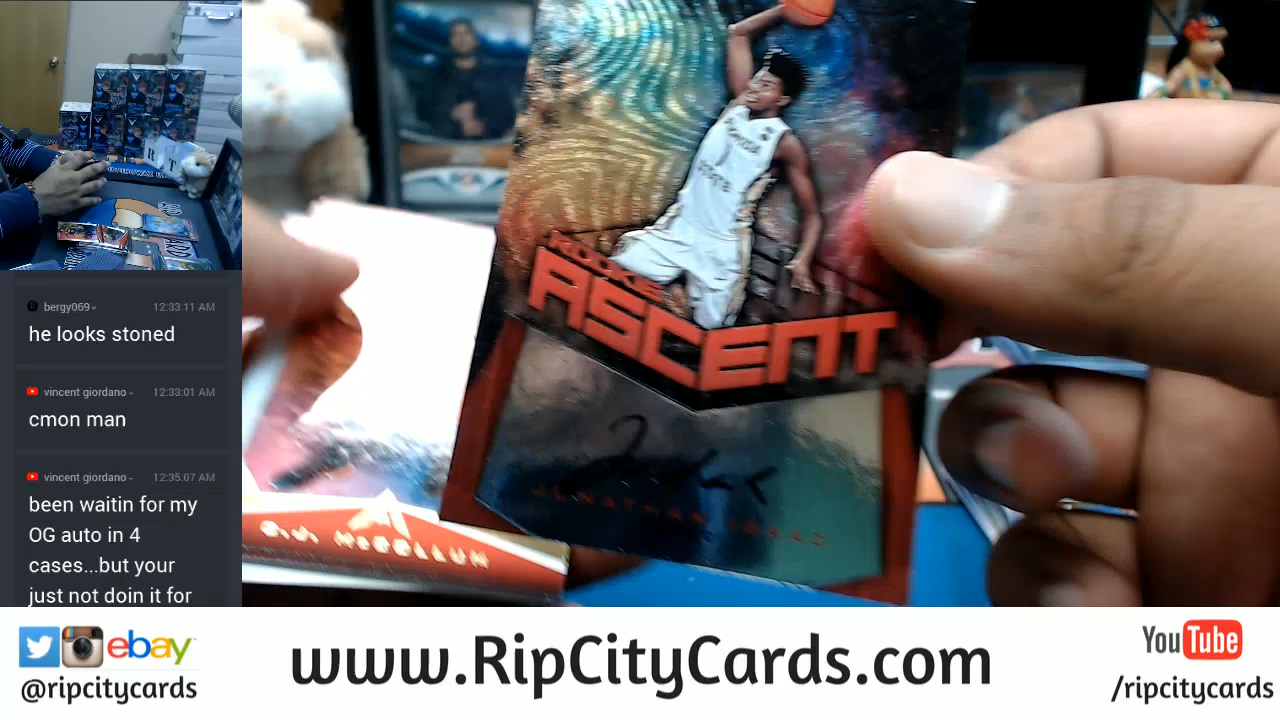 bergy069
12:33:11 AM
he looks stoned
vincent giordano
12:33:01 AM
cmon man
vincent giordano
12:35:07 AM
been waitin for my
OG auto in 4
cases...but your
just not doin it for
ROOKIE
ASCENT
JONATHAN ISAAC
C.J. McCOLLUM
ebay
@ripcitycards
www.RipCityCards.com
YouTube
/ripcitycards